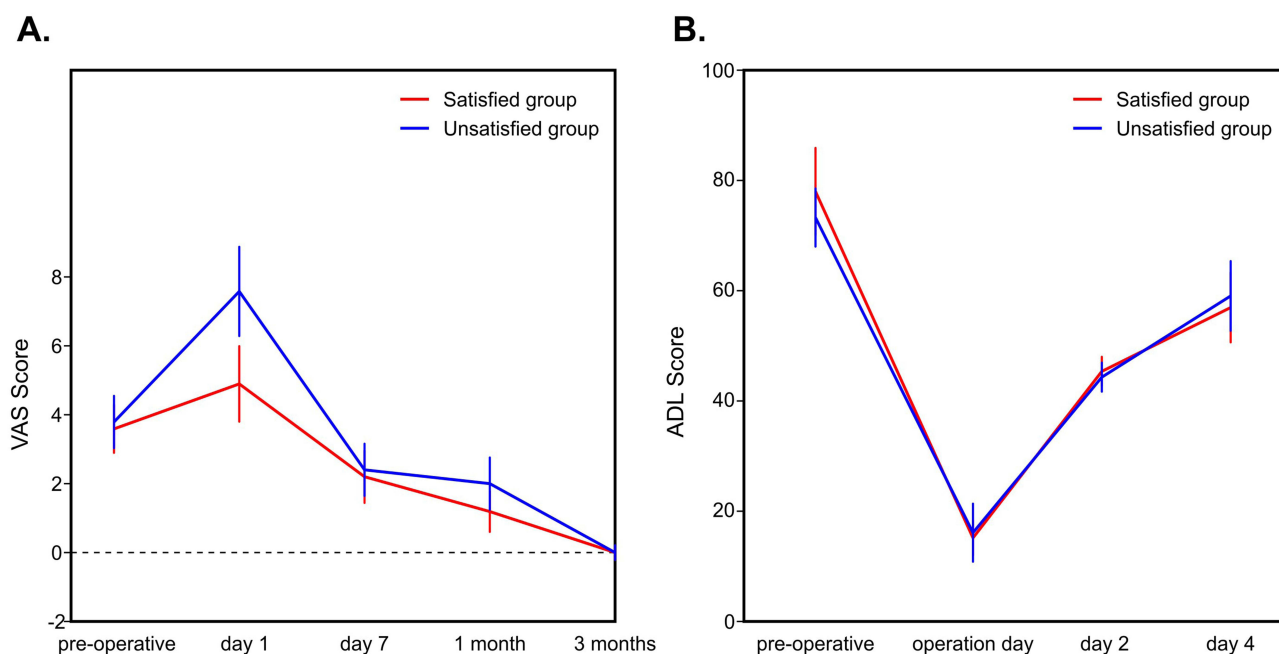 A.
Satisfied group
Unsatisfied group
VAS Score
8
6
4
2
0
-2
pre-operative day 1 day 7 1 month 3 months
B.
Satisfied group
Unsatisfied group
ADL Score
100
80
60
40
20
0
pre-operative operation day day 2 day 4